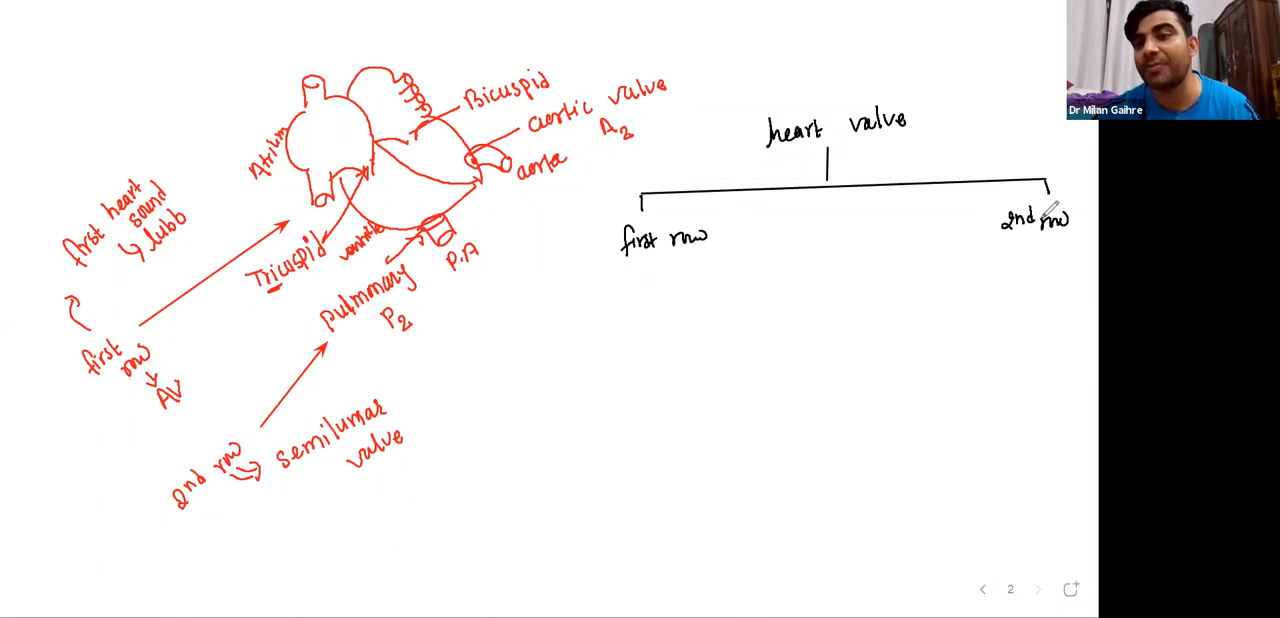 Bicuspid
aortic valve
A2
aorta
Atrium
first heart
sound
↳ lubb
Tricuspid
ventricle
P.A
pulmonary
P2
first
row
AV
2nd row
semilunar
valve
heart valve
first row
2nd row
Dr Milan Gaihre
2